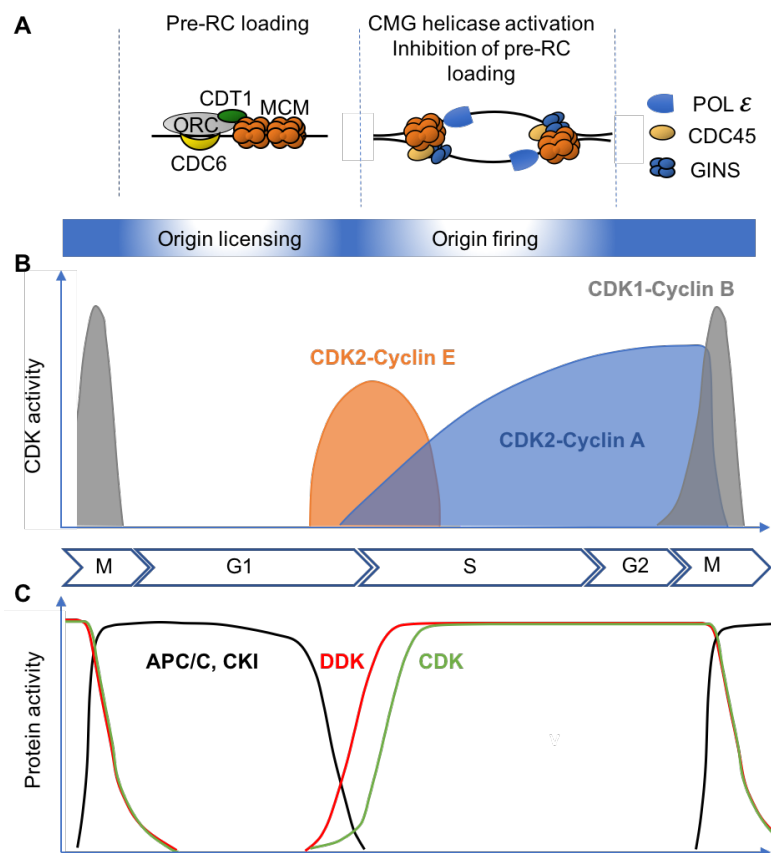 A
Pre-RC loading
CMG helicase activation
Inhibition of pre-RC
loading
CDT1
MCM
ORC
CDC6
POL ε
CDC45
GINS
Origin licensing
Origin firing
B
CDK activity
CDK1-Cyclin B
CDK2-Cyclin E
CDK2-Cyclin A
M
G1
S
G2
M
C
Protein activity
APC/C, CKI
DDK
CDK
V